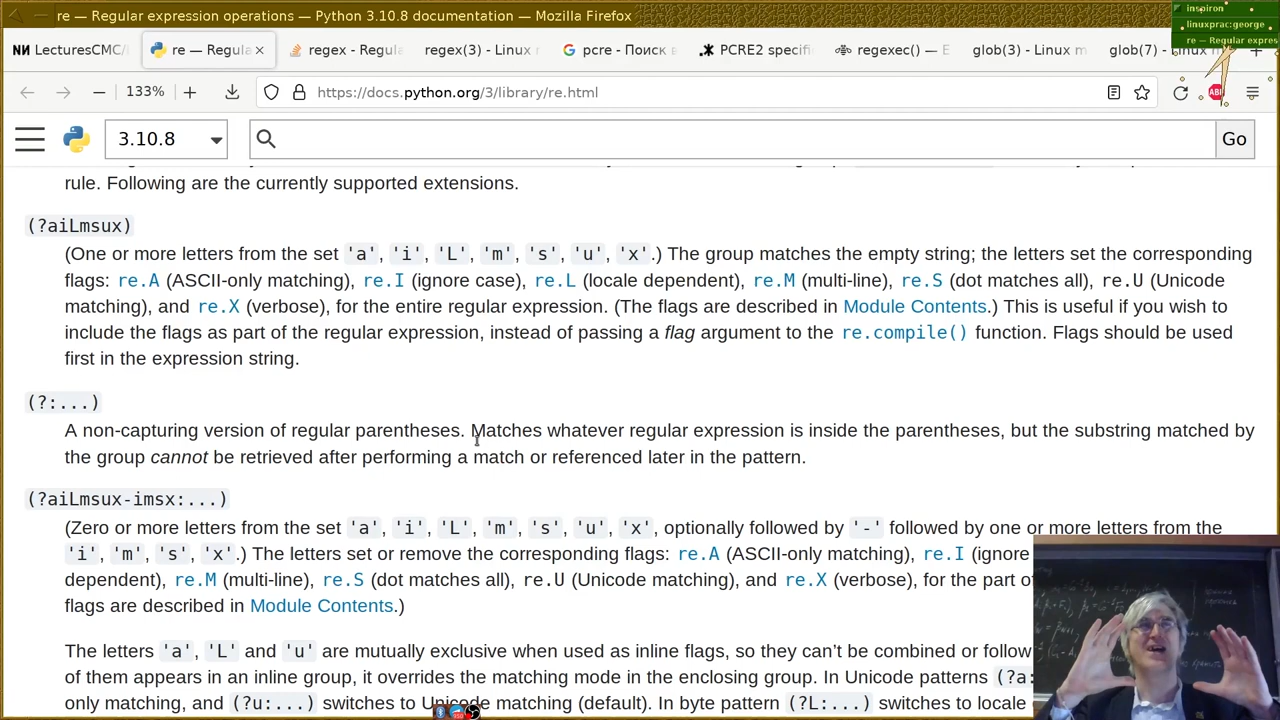 re — Regular expression operations — Python 3.10.8 documentation — Mozilla Firefox
inspiron
linuxprac:george
re — Regular expres
LecturesCMC/
re — Regula
regex - Regula
regex(3) - Linux
pcre - Поиск в
PCRE2 specifi
regexec() — E
glob(3) - Linux m
glob(7) - Linux
133%
https://docs.python.org/3/library/re.html
ABP
3.10.8
Go
rule. Following are the currently supported extensions.
(?aiLmsux)
(One or more letters from the set 'a', 'i', 'L', 'm', 's', 'u', 'x'.) The group matches the empty string; the letters set the corresponding
flags: re.A (ASCII-only matching), re.I (ignore case), re.L (locale dependent), re.M (multi-line), re.S (dot matches all), re.U (Unicode
matching), and re.X (verbose), for the entire regular expression. (The flags are described in Module Contents.) This is useful if you wish to
include the flags as part of the regular expression, instead of passing a flag argument to the re.compile() function. Flags should be used
first in the expression string.
(?:...)
A non-capturing version of regular parentheses. Matches whatever regular expression is inside the parentheses, but the substring matched by
the group cannot be retrieved after performing a match or referenced later in the pattern.
(?aiLmsux-imsx:...)
(Zero or more letters from the set 'a', 'i', 'L', 'm', 's', 'u', 'x', optionally followed by '-' followed by one or more letters from the
'i', 'm', 's', 'x'.) The letters set or remove the corresponding flags: re.A (ASCII-only matching), re.I (ignore
dependent), re.M (multi-line), re.S (dot matches all), re.U (Unicode matching), and re.X (verbose), for the part of
flags are described in Module Contents.)
The letters 'a', 'L' and 'u' are mutually exclusive when used as inline flags, so they can't be combined or follow
of them appears in an inline group, it overrides the matching mode in the enclosing group. In Unicode patterns (?a:
only matching, and (?u:...) switches to Unicode matching (default). In byte pattern (?L:...) switches to locale